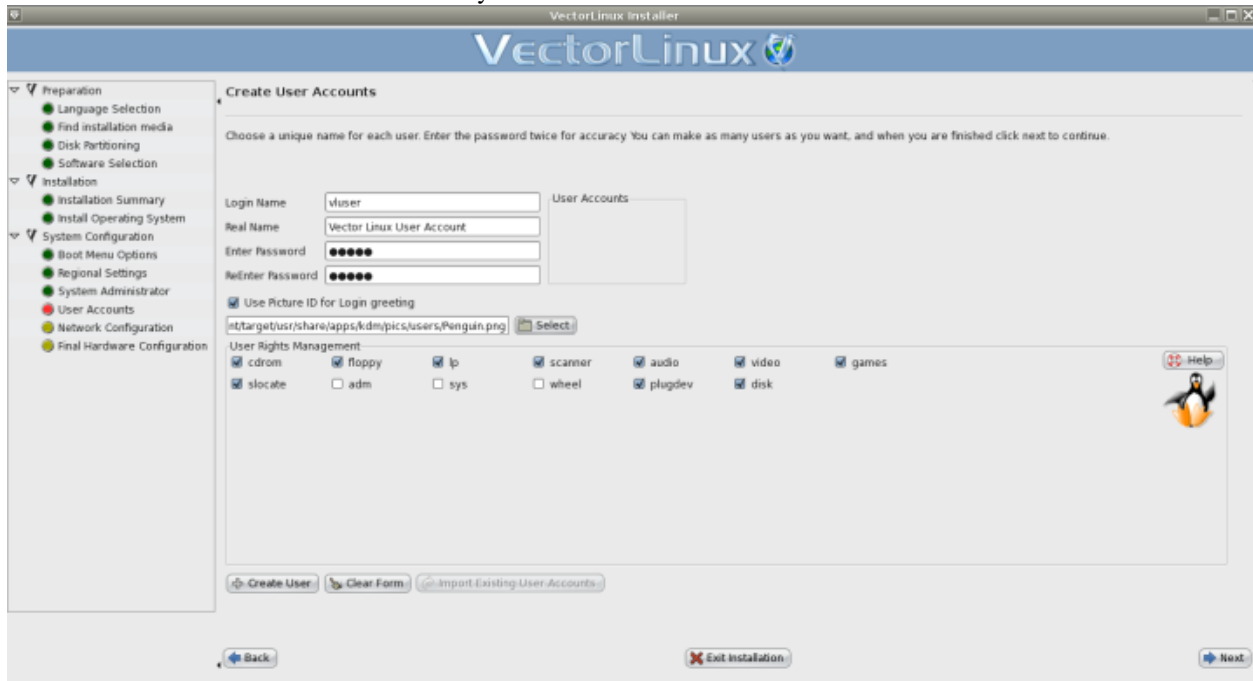 VectorLinux Installer
VectorLinux
Preparation
Language Selection
Find installation media
Disk Partitioning
Software Selection
Installation
Installation Summary
Install Operating System
System Configuration
Boot Menu Options
Regional Settings
System Administrator
User Accounts
Network Configuration
Final Hardware Configuration
Create User Accounts
Choose a unique name for each user. Enter the password twice for accuracy You can make as many users as you want, and when you are finished click next to continue.
Login Name vluser
Real Name Vector Linux User Account
Enter Password ●●●●●
ReEnter Password ●●●●●
User Accounts
Use Picture ID for Login greeting
nt/target/usr/share/apps/kdm/pics/users/Penguin.png Select
User Rights Management
cdrom floppy lp scanner audio video games
slocate adm sys wheel plugdev disk
Help
Create User Clear Form Import Existing User Accounts
Back Exit Installation Next